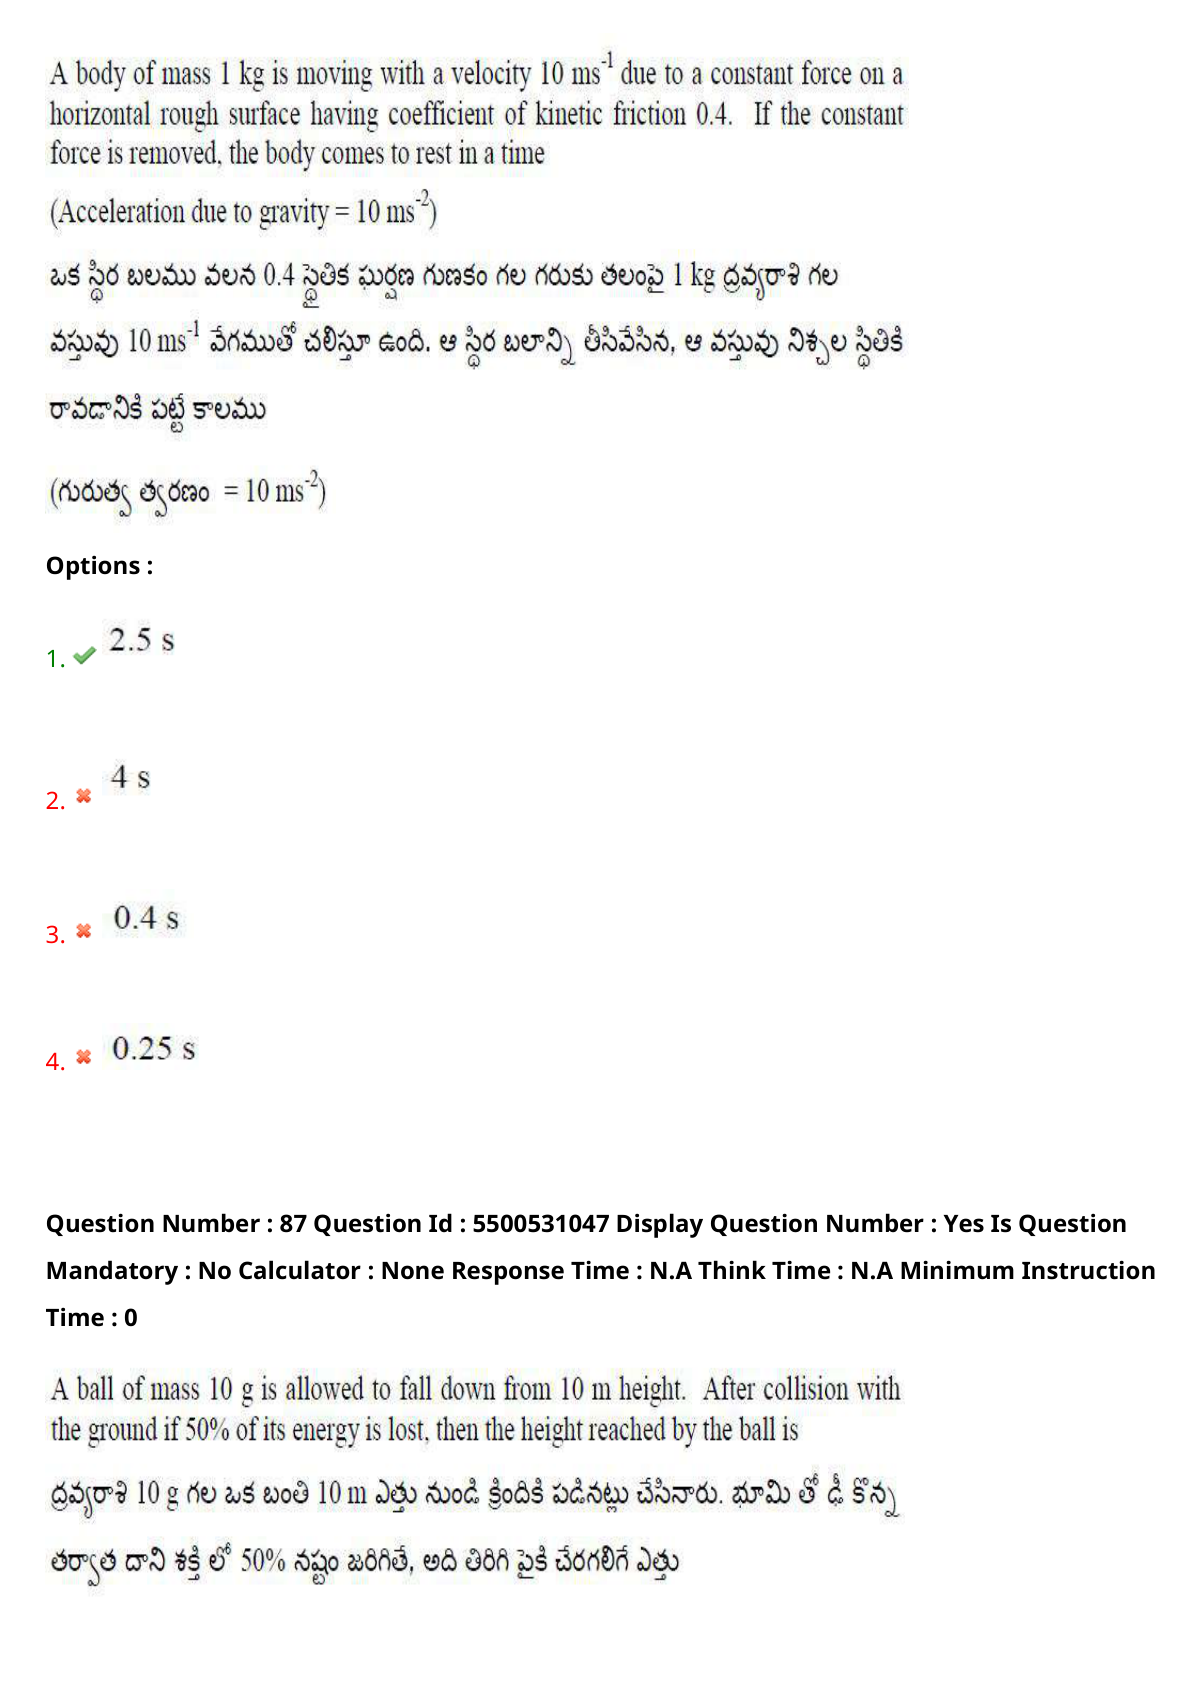 A body of mass 1 kg is moving with a velocity 10 ms⁻¹ due to a constant force on a
horizontal rough surface having coefficient of kinetic friction 0.4. If the constant
force is removed, the body comes to rest in a time
(Acceleration due to gravity = 10 ms⁻²)
ఒక స్థిర బలము వలన 0.4 స్థైతిక ఘర్షణ గుణకం గల గరుకు తలంపై 1 kg ద్రవ్యరాశి గల
వస్తువు 10 ms⁻¹ వేగముతో చలిస్తూ ఉంది. ఆ స్థిర బలాన్ని తీసివేసిన, ఆ వస్తువు నిశ్చల స్థితికి
రావడానికి పట్టే కాలము
(గురుత్వ త్వరణం = 10 ms⁻²)
Options :
1. 2.5 s
2. 4 s
3. 0.4 s
4. 0.25 s
Question Number : 87 Question Id : 5500531047 Display Question Number : Yes Is Question
Mandatory : No Calculator : None Response Time : N.A Think Time : N.A Minimum Instruction
Time : 0
A ball of mass 10 g is allowed to fall down from 10 m height. After collision with
the ground if 50% of its energy is lost, then the height reached by the ball is
ద్రవ్యరాశి 10 g గల ఒక బంతి 10 m ఎత్తు నుండి క్రిందికి పడినట్లు చేసినారు. భూమి తో ఢీ కొన్న
తర్వాత దాని శక్తి లో 50% నష్టం జరిగితే, అది తిరిగి పైకి చేరగలిగే ఎత్తు